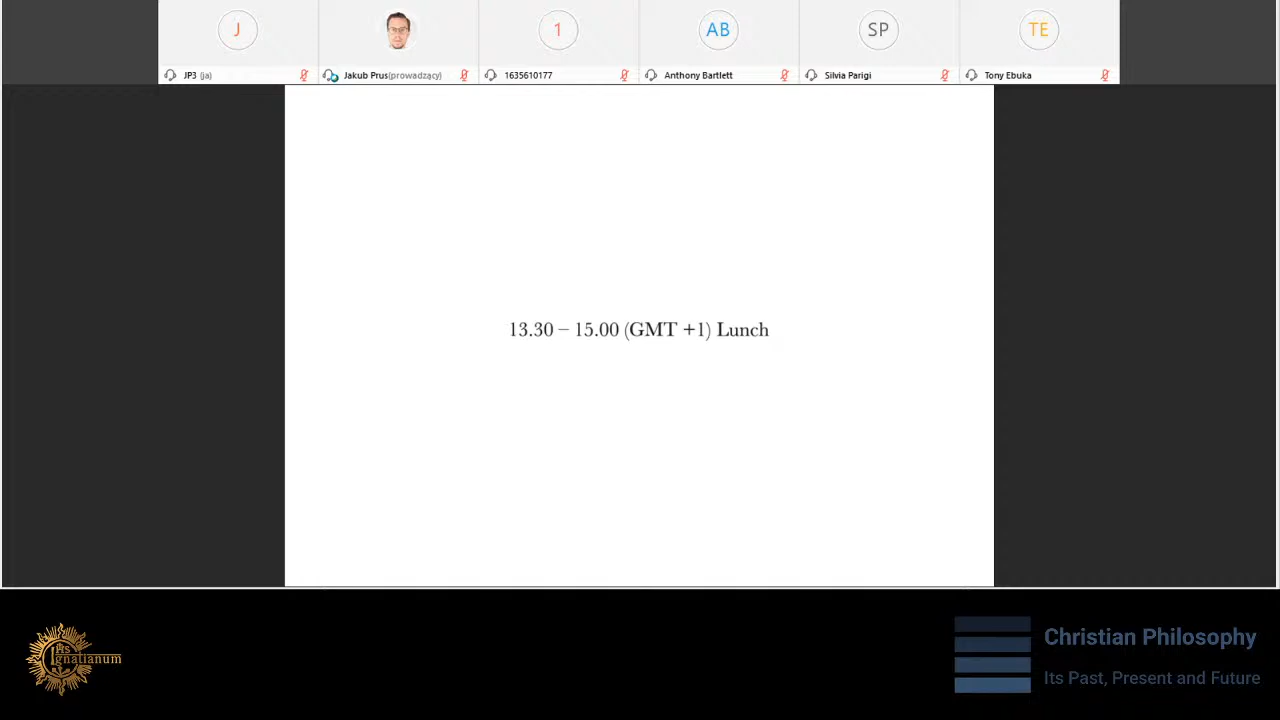 J
1
AB
SP
TE
JP3 (ja)
Jakub Prus(prowadzący)
1635610177
Anthony Bartlett
Silvia Parigi
Tony Ebuka
13.30 – 15.00 (GMT +1) Lunch
Ignatianum
Christian Philosophy
Its Past, Present and Future